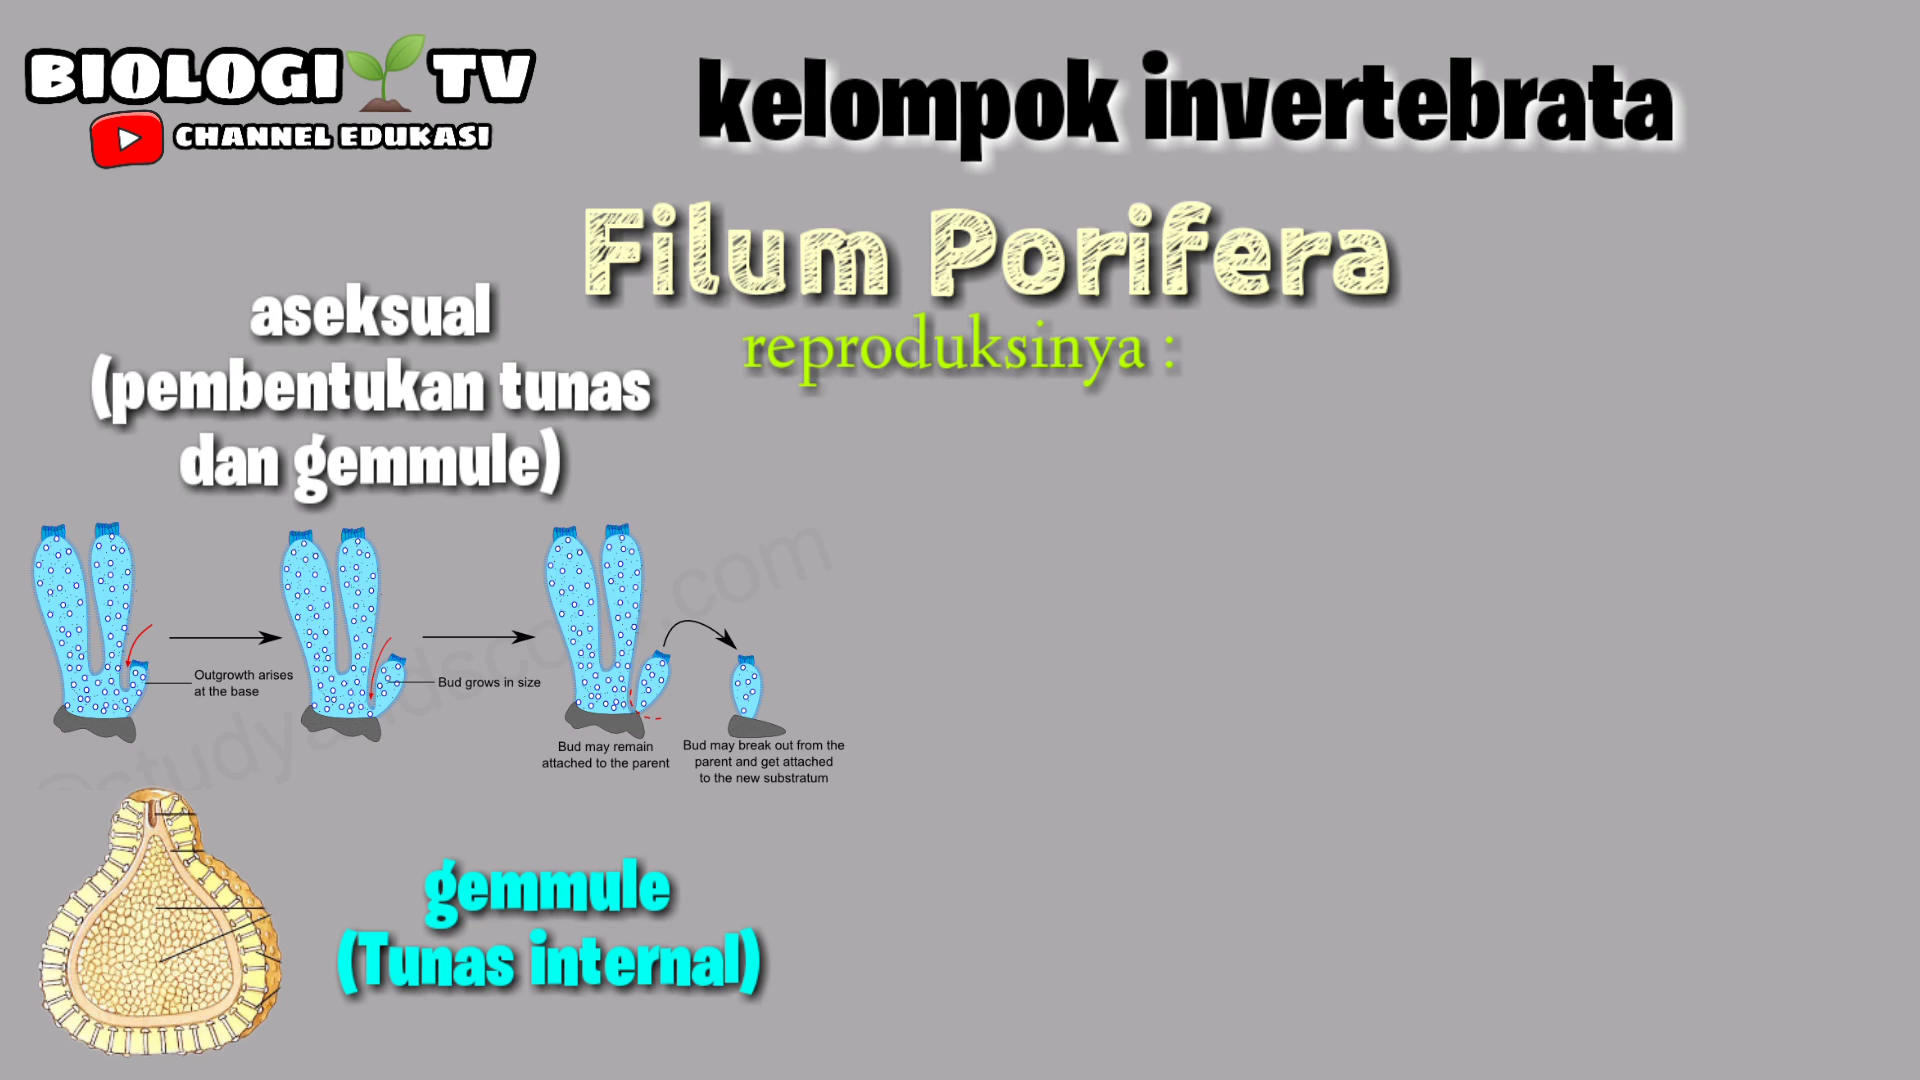 BIOLOGI TV
CHANNEL EDUKASI
kelompok invertebrata
Filum Porifera
reproduksinya :
aseksual
(pembentukan tunas
dan gemmule)
Outgrowth arises
at the base
Bud grows in size
Bud may remain
attached to the parent
Bud may break out from the
parent and get attached
to the new substratum
gemmule
(Tunas internal)